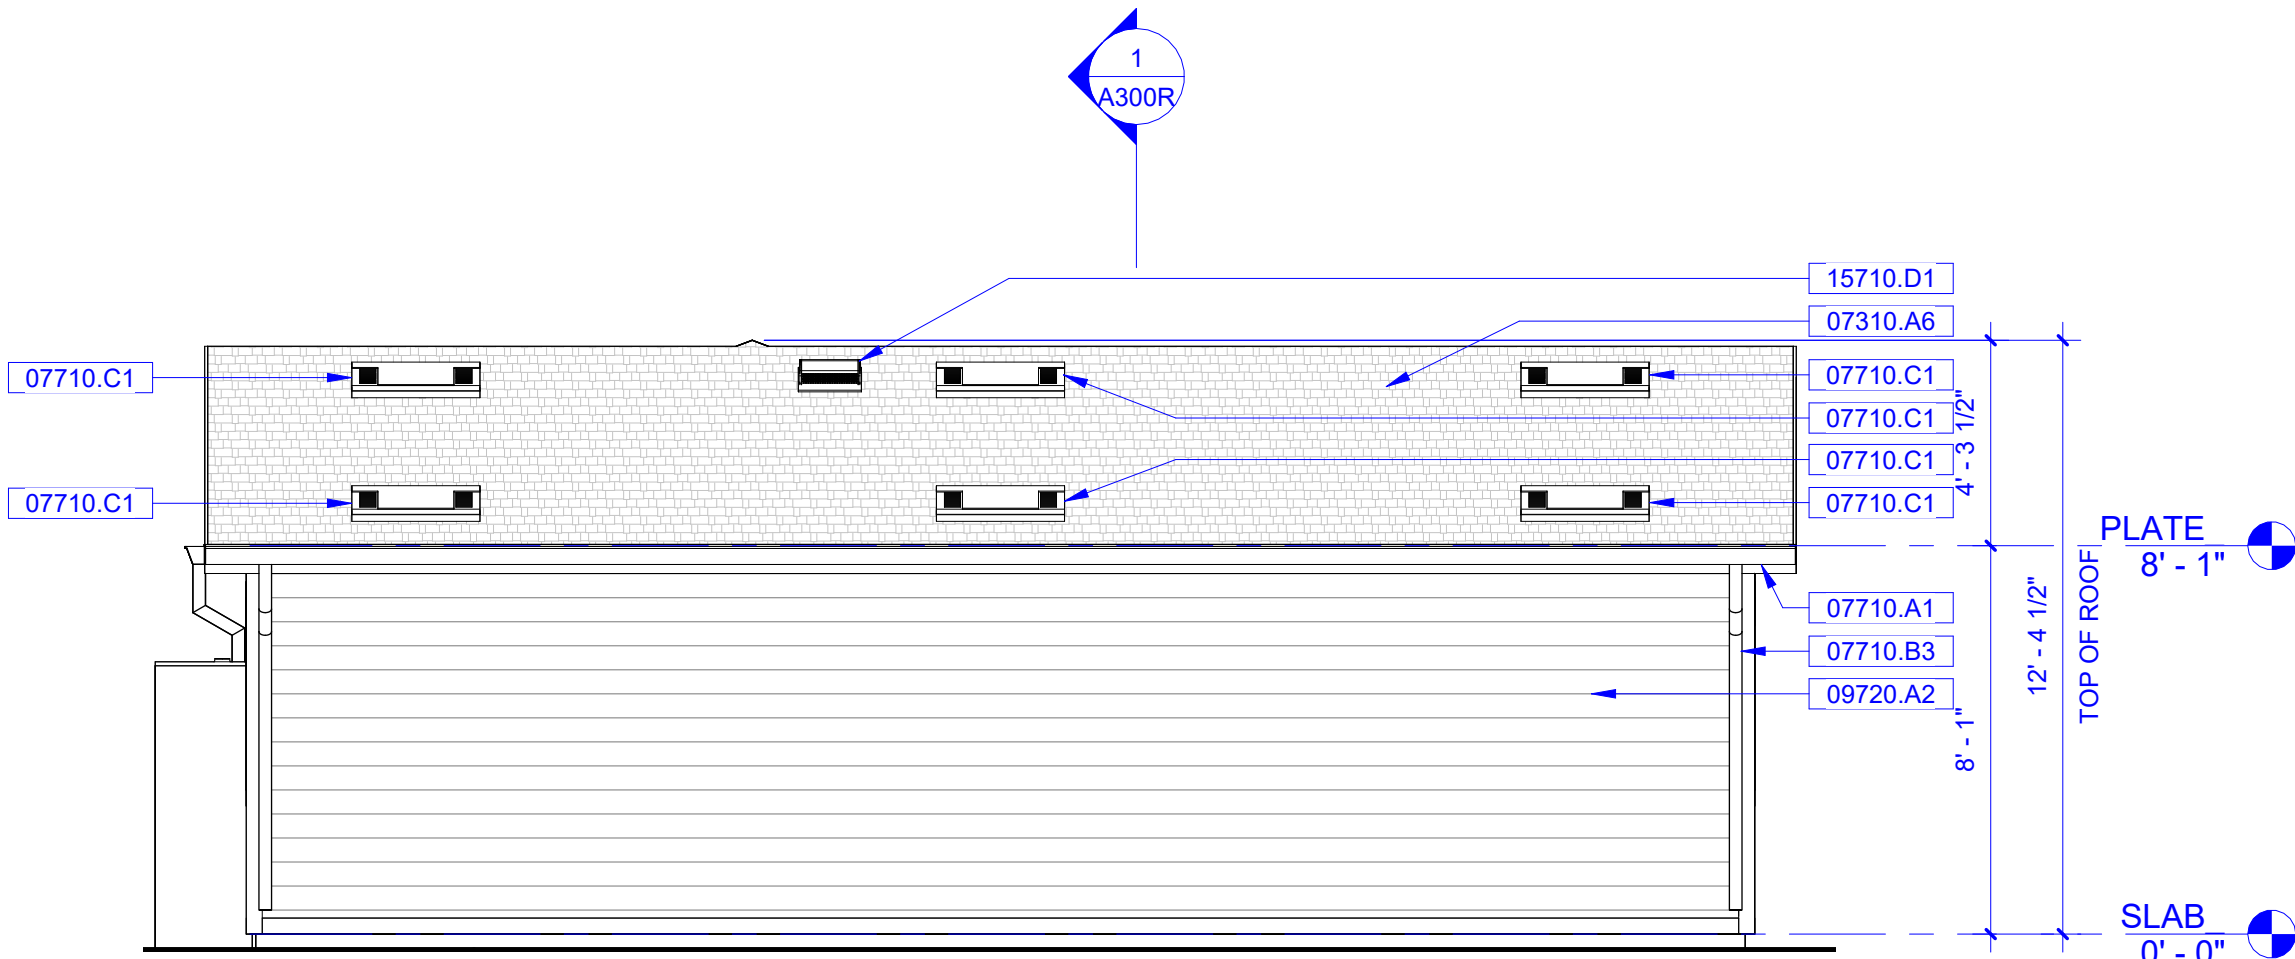 1
A300R
15710.D1
07310.A6
07710.C1
07710.C1
07710.C1
07710.C1
07710.C1
07710.C1
4' - 3 1/2"
PLATE
8' - 1"
12' - 4 1/2"
TOP OF ROOF
07710.A1
07710.B3
09720.A2
8' - 1"
SLAB
0' - 0"